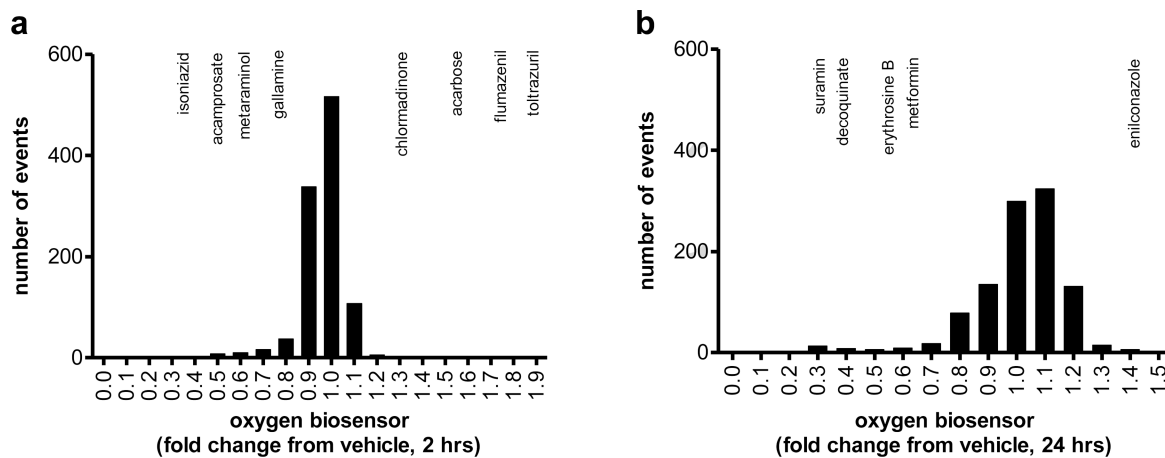 a
600
400
200
0
number of events
isoniazid
acamprosate
metaraminol
gallamine
chlormadinone
acarbose
flumazenil
toltrazuril
0.0 0.1 0.2 0.3 0.4 0.5 0.6 0.7 0.8 0.9 1.0 1.1 1.2 1.3 1.4 1.5 1.6 1.7 1.8 1.9
oxygen biosensor
(fold change from vehicle, 2 hrs)
b
600
400
200
0
number of events
suramin
decoquinate
erythrosine B
metformin
enilconazole
0.0 0.1 0.2 0.3 0.4 0.5 0.6 0.7 0.8 0.9 1.0 1.1 1.2 1.3 1.4 1.5
oxygen biosensor
(fold change from vehicle, 24 hrs)